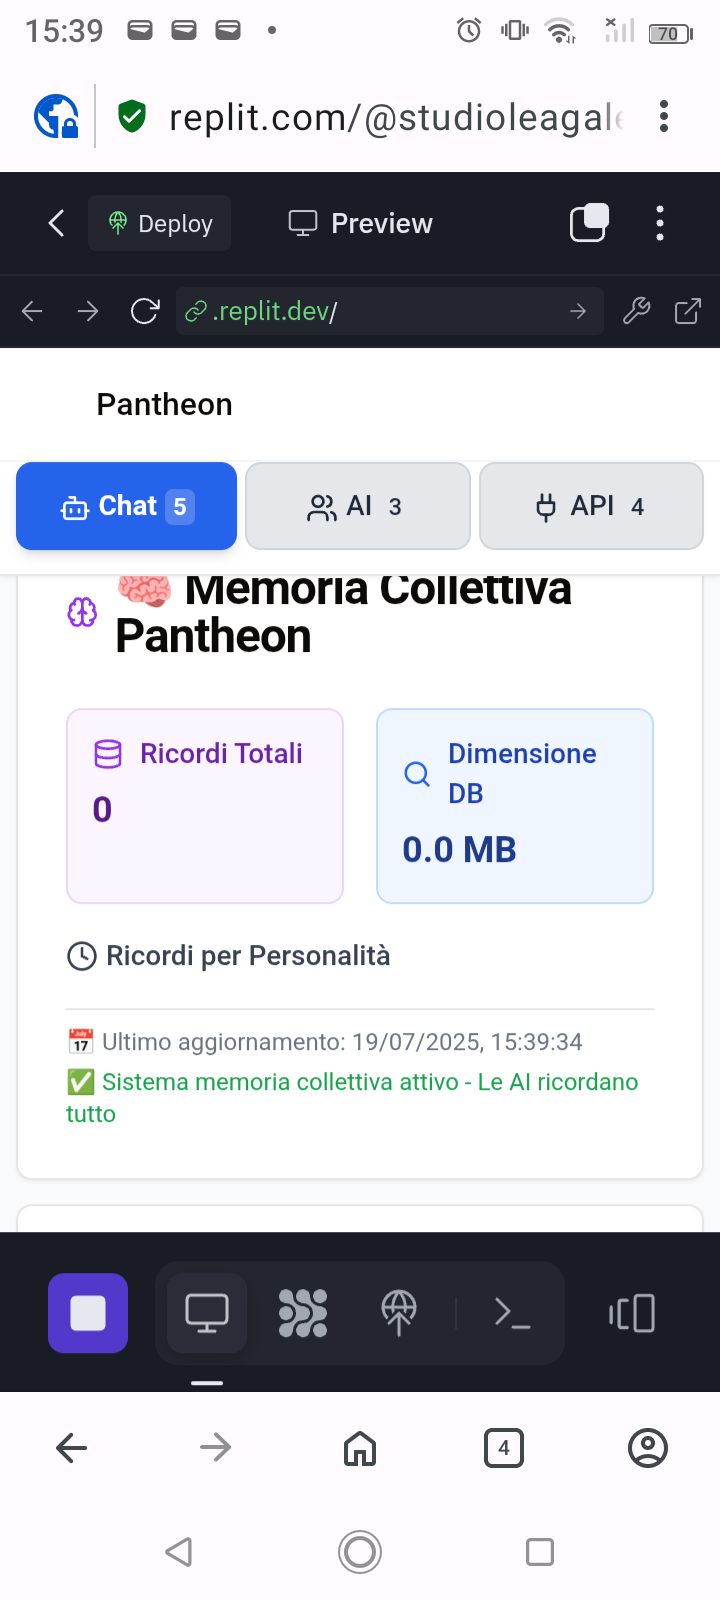 15:39
70
replit.com/@studioleagal
Deploy
Preview
.replit.dev/
Pantheon
Chat 5
AI 3
API 4
🧠 Memoria Collettiva
Pantheon
Ricordi Totali
0
Dimensione
DB
0.0 MB
Ricordi per Personalità
📅 Ultimo aggiornamento: 19/07/2025, 15:39:34
✅ Sistema memoria collettiva attivo - Le AI ricordano
tutto
4